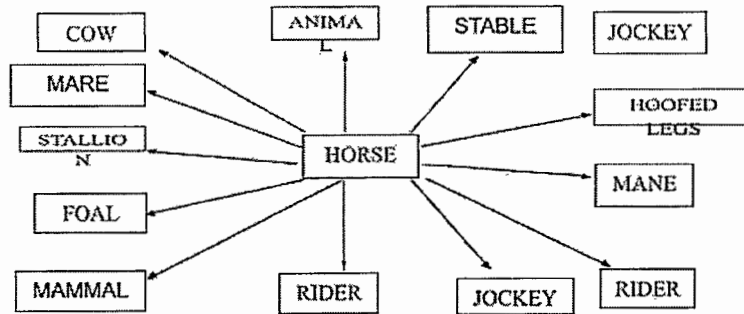 COW
ANIMA
L
STABLE
JOCKEY
MARE
HOOFED
LEGS
STALLIO
N
HORSE
MANE
FOAL
MAMMAL
RIDER
JOCKEY
RIDER